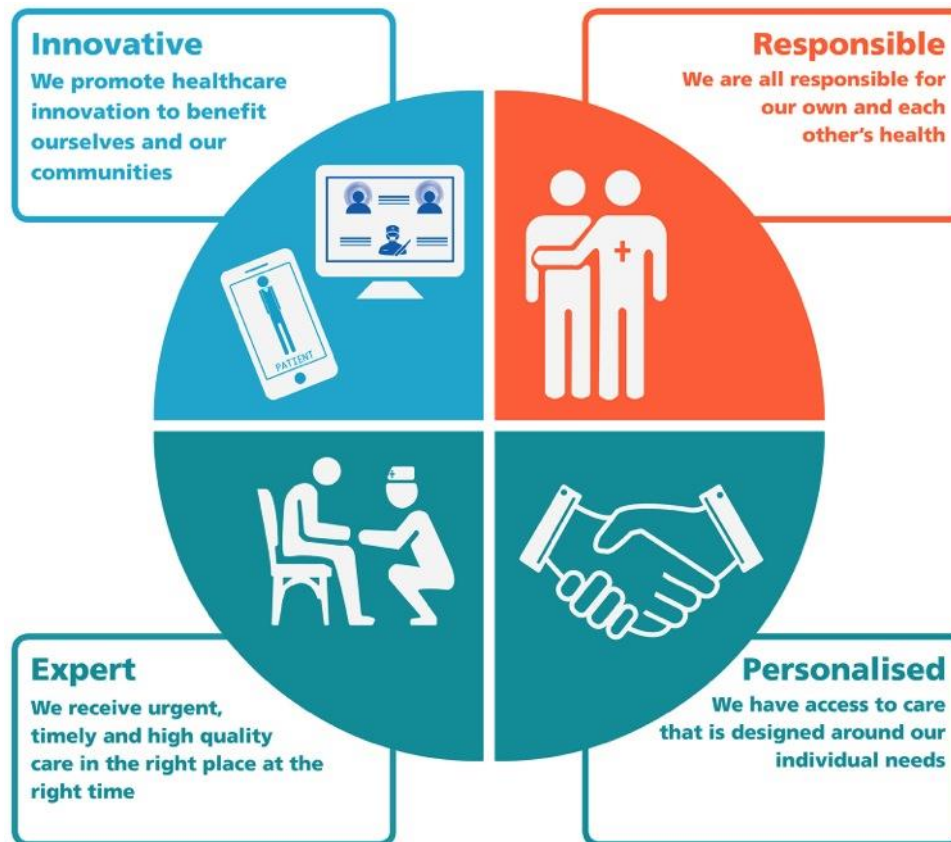 Innovative
We promote healthcare
innovation to benefit
ourselves and our
communities
Responsible
We are all responsible for
our own and each
other's health
PATIENT
Expert
We receive urgent,
timely and high quality
care in the right place at the
right time
Personalised
We have access to care
that is designed around our
individual needs